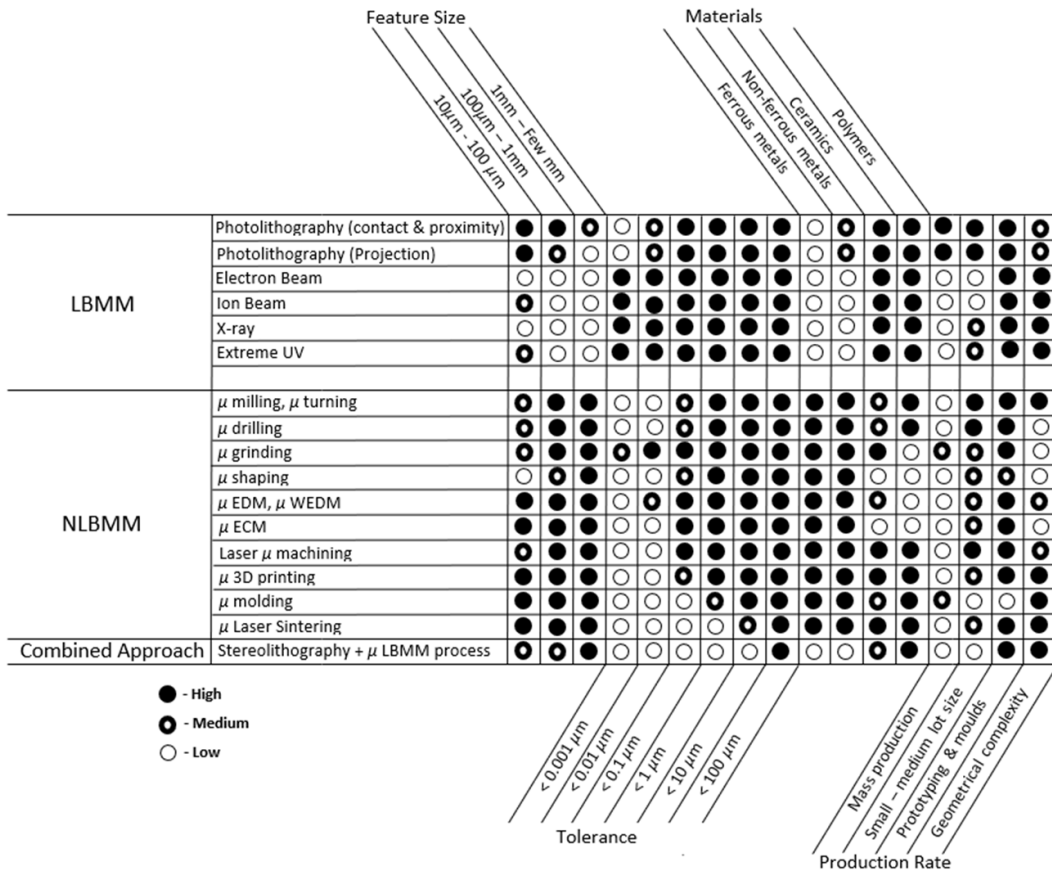 Feature Size
Materials
10µm - 100 µm
100µm – 1mm
1mm – Few mm
Ferrous metals
Non-ferrous metals
Ceramics
Polymers
LBMM
Photolithography (contact & proximity)
Photolithography (Projection)
Electron Beam
Ion Beam
X-ray
Extreme UV
NLBMM
µ milling, µ turning
µ drilling
µ grinding
µ shaping
µ EDM, µ WEDM
µ ECM
Laser µ machining
µ 3D printing
µ molding
µ Laser Sintering
Combined Approach Stereolithography + µ LBMM process
- High
- Medium
- Low
< 0.001 µm
< 0.01 µm
< 0.1 µm
< 1 µm
< 10 µm
< 100 µm
Tolerance
Mass production
Small – medium lot size
Prototyping & moulds
Geometrical complexity
Production Rate